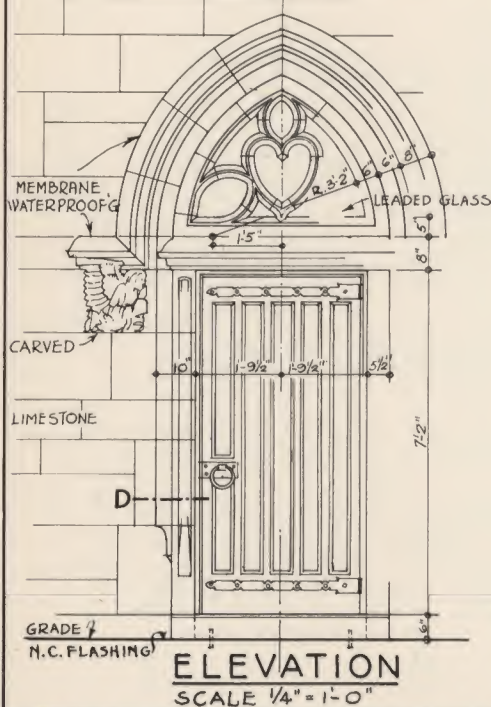 MEMBRANE
WATERPROOF'G
R.3'-2"
6"
6"
8"
LEADED GLASS
1'-5"
5"
8"
CARVED
10"
1'-9½"
1'-9½"
5½"
LIMESTONE
7'-2"
D
GRADE
6"
N.C. FLASHING
ELEVATION
SCALE 1/4" = 1'-0"